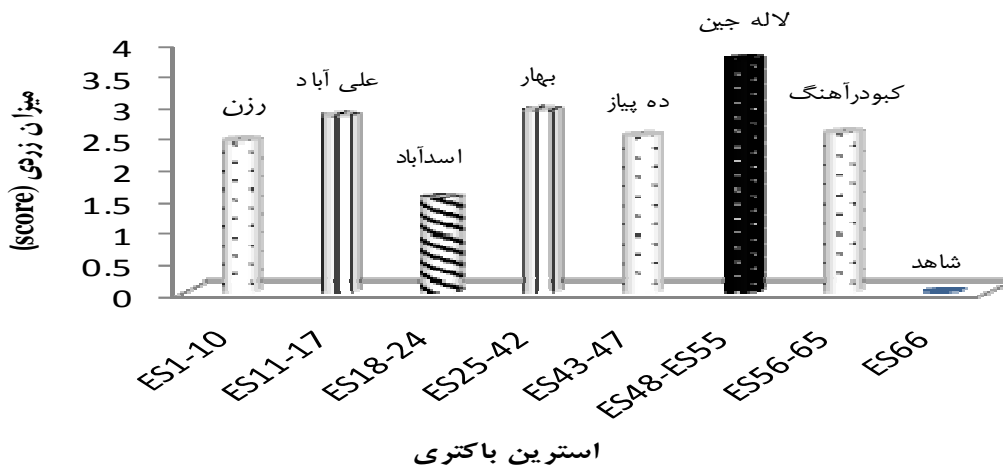 لاله جین
علی آباد
بهار
رزن
ده پیاز
کبودرآهنگ
اسدآباد
شاهد
میزان زردی (score)
4
3.5
3
2.5
2
1.5
1
0.5
0
ES1-10
ES11-17
ES18-24
ES25-42
ES43-47
ES48-ES55
ES56-65
ES66
استرین باکتری